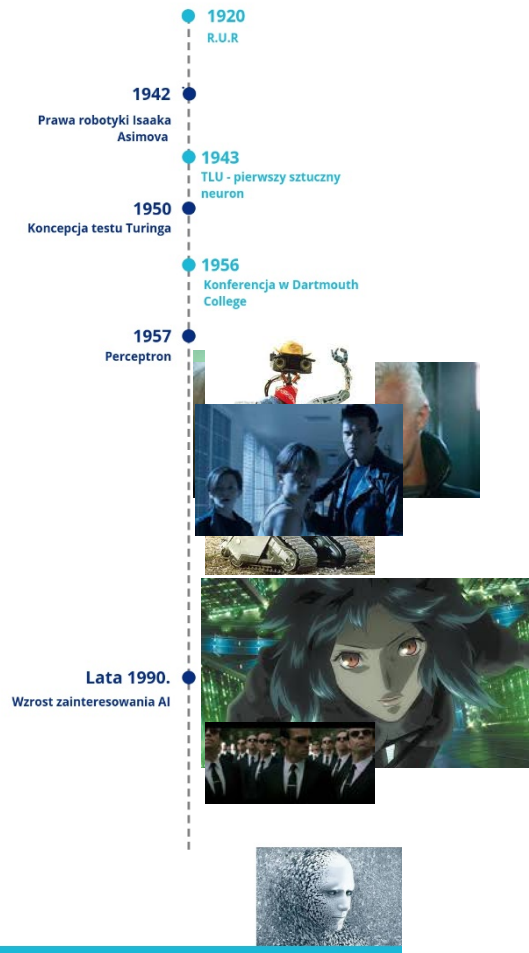 1920
R.U.R
1942
Prawa robotyki Isaaka
Asimova
1943
TLU - pierwszy sztuczny
neuron
1950
Koncepcja testu Turinga
1956
Konferencja w Dartmouth
College
1957
Perceptron
Lata 1990.
Wzrost zainteresowania AI